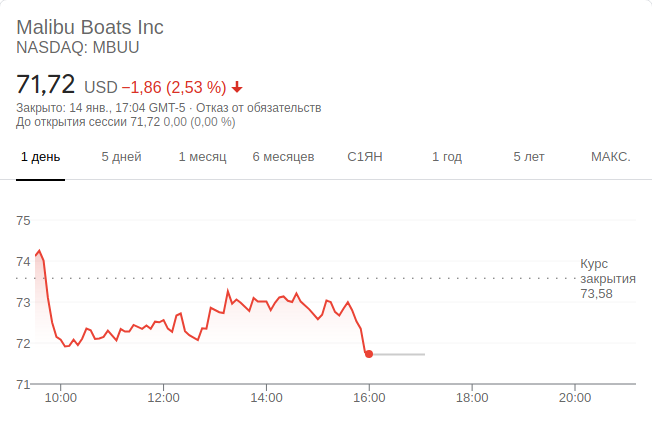 Malibu Boats Inc
NASDAQ: MBUU
71,72 USD −1,86 (2,53 %)
Закрыто: 14 янв., 17:04 GMT-5 · Отказ от обязательств
До открытия сессии 71,72 0,00 (0,00 %)
1 день 5 дней 1 месяц 6 месяцев С1ЯН 1 год 5 лет МАКС.
75
74
73
72
71
Курс
закрытия
73,58
10:00 12:00 14:00 16:00 18:00 20:00